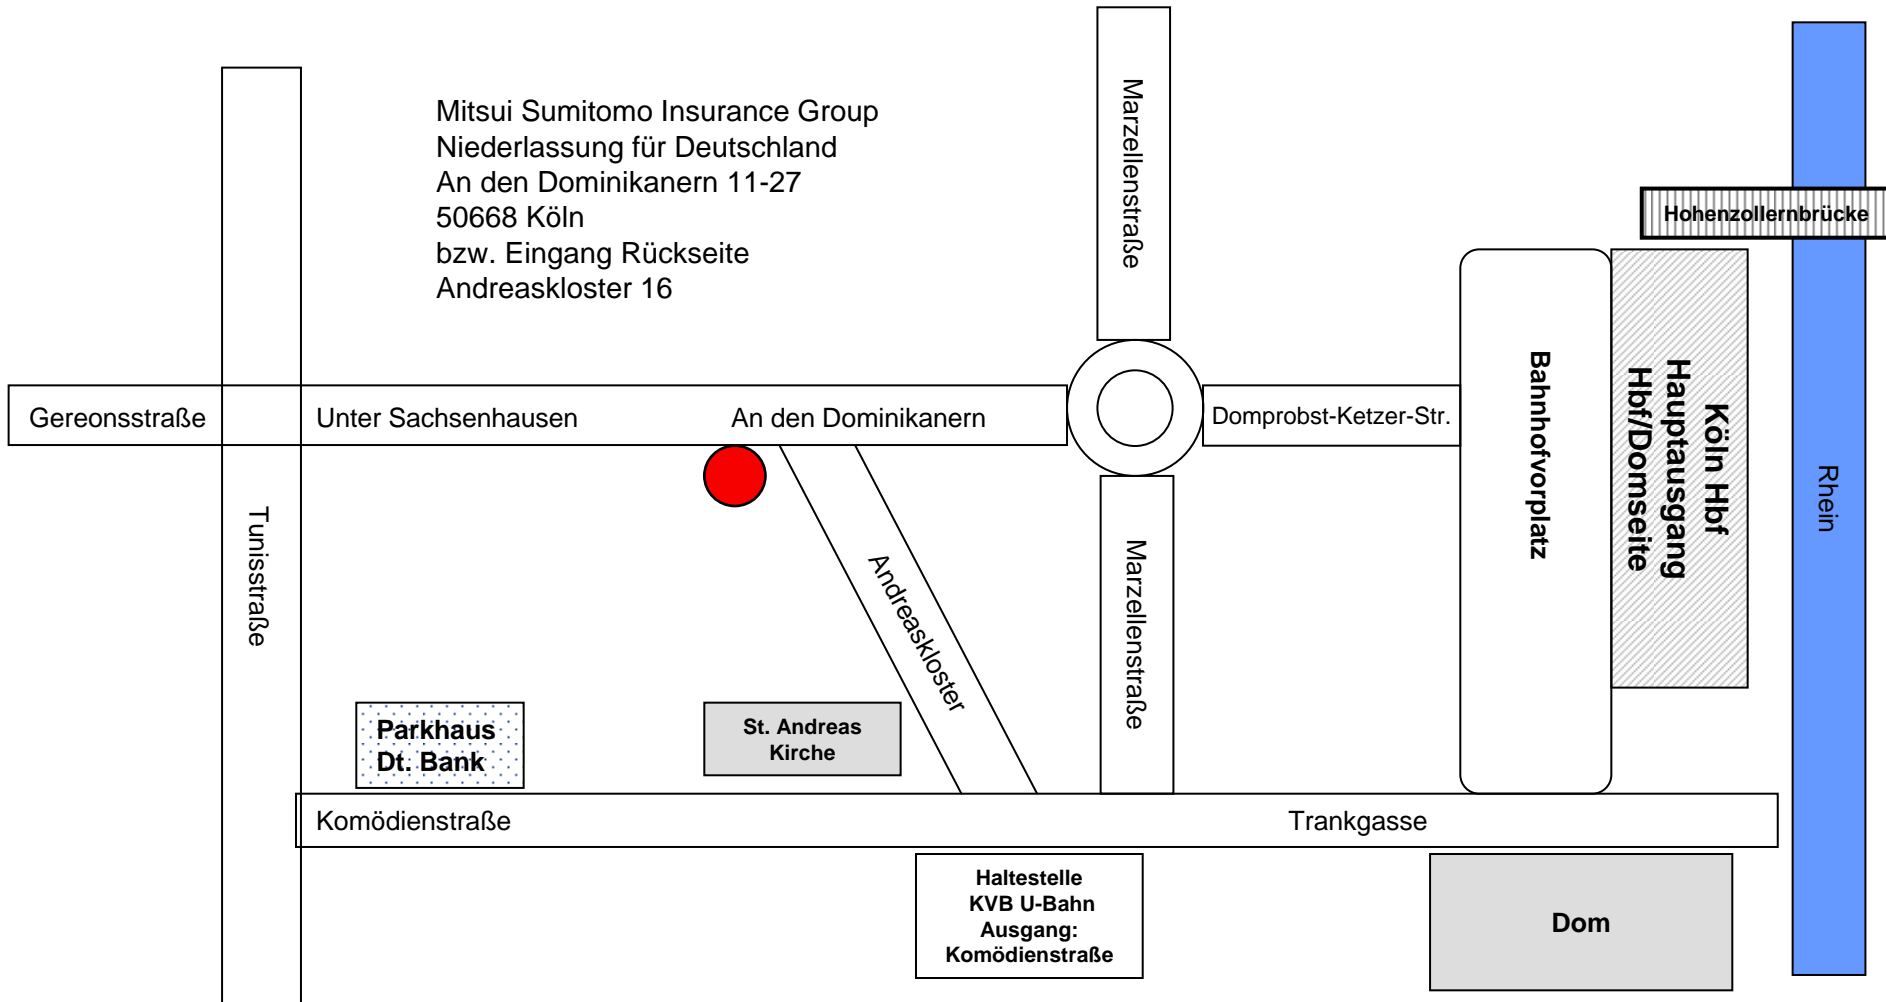 Mitsui Sumitomo Insurance Group
Niederlassung für Deutschland
An den Dominikanern 11-27
50668 Köln
bzw. Eingang Rückseite
Andreaskloster 16
Marzellenstraße
Hohenzollernbrücke
Gereonsstraße
Unter Sachsenhausen
An den Dominikanern
Domprobst-Ketzer-Str.
Bahnhofvorplatz
Köln Hbf
Hauptausgang
Hbf/Domseite
Rhein
Tunisstraße
Andreaskloster
Marzellenstraße
Parkhaus
Dt. Bank
St. Andreas
Kirche
Komödienstraße
Trankgasse
Haltestelle
KVB U-Bahn
Ausgang:
Komödienstraße
Dom